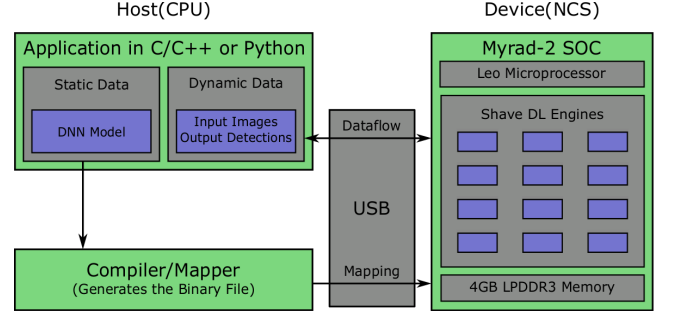 Host(CPU)
Device(NCS)
Application in C/C++ or Python
Static Data
DNN Model
Dynamic Data
Input Images
Output Detections
Compiler/Mapper
(Generates the Binary File)
Dataflow
USB
Mapping
Myrad-2 SOC
Leo Microprocessor
Shave DL Engines
4GB LPDDR3 Memory